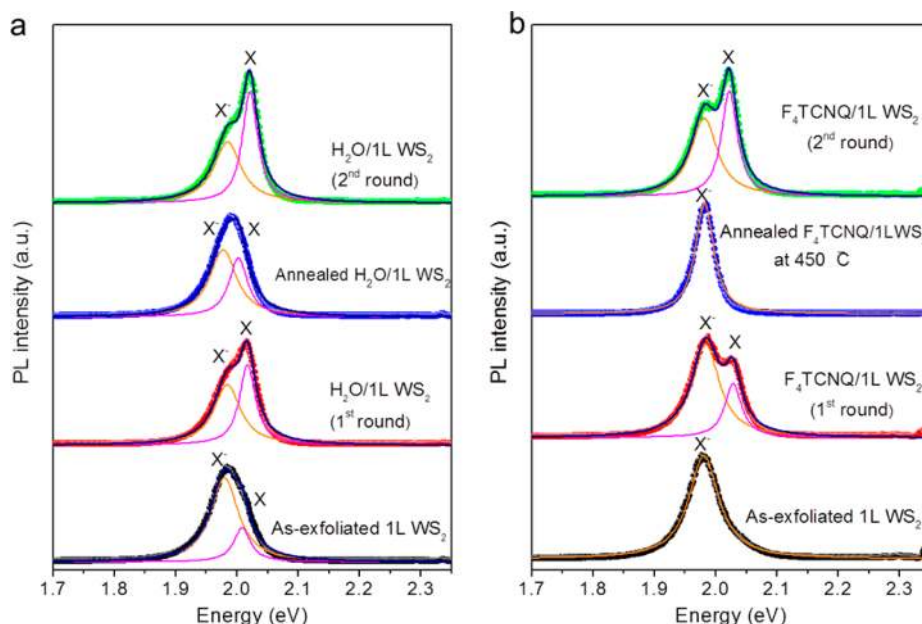 a
PL intensity (a.u.)
X⁻
X
H₂O/1L WS₂
(2ⁿᵈ round)
X⁻
X
Annealed H₂O/1L WS₂
X⁻
X
H₂O/1L WS₂
(1ˢᵗ round)
X⁻
X
As-exfoliated 1L WS₂
1.7 1.8 1.9 2.0 2.1 2.2 2.3
Energy (eV)
b
PL intensity (a.u.)
X⁻
X
F₄TCNQ/1L WS₂
(2ⁿᵈ round)
X⁻
Annealed F₄TCNQ/1LWS
at 450 ℃
X⁻
X
F₄TCNQ/1L WS₂
(1ˢᵗ round)
X⁻
As-exfoliated 1L WS₂
1.7 1.8 1.9 2.0 2.1 2.2 2.3
Energy (eV)